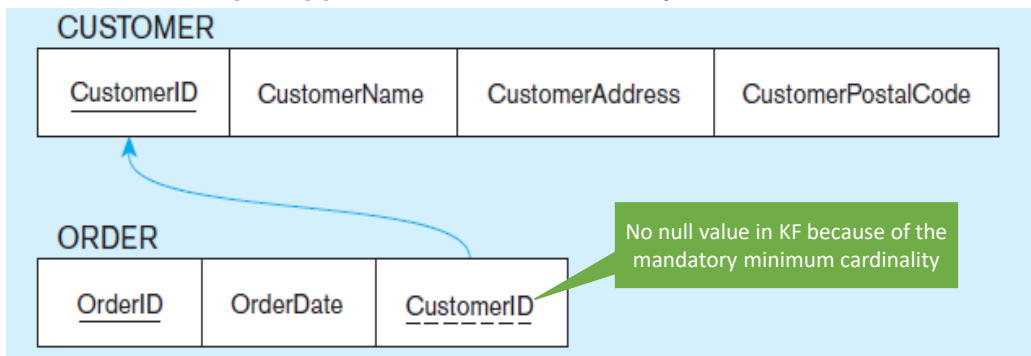 CUSTOMER
CustomerID CustomerName CustomerAddress CustomerPostalCode
ORDER
No null value in KF because of the
mandatory minimum cardinality
OrderID OrderDate CustomerID